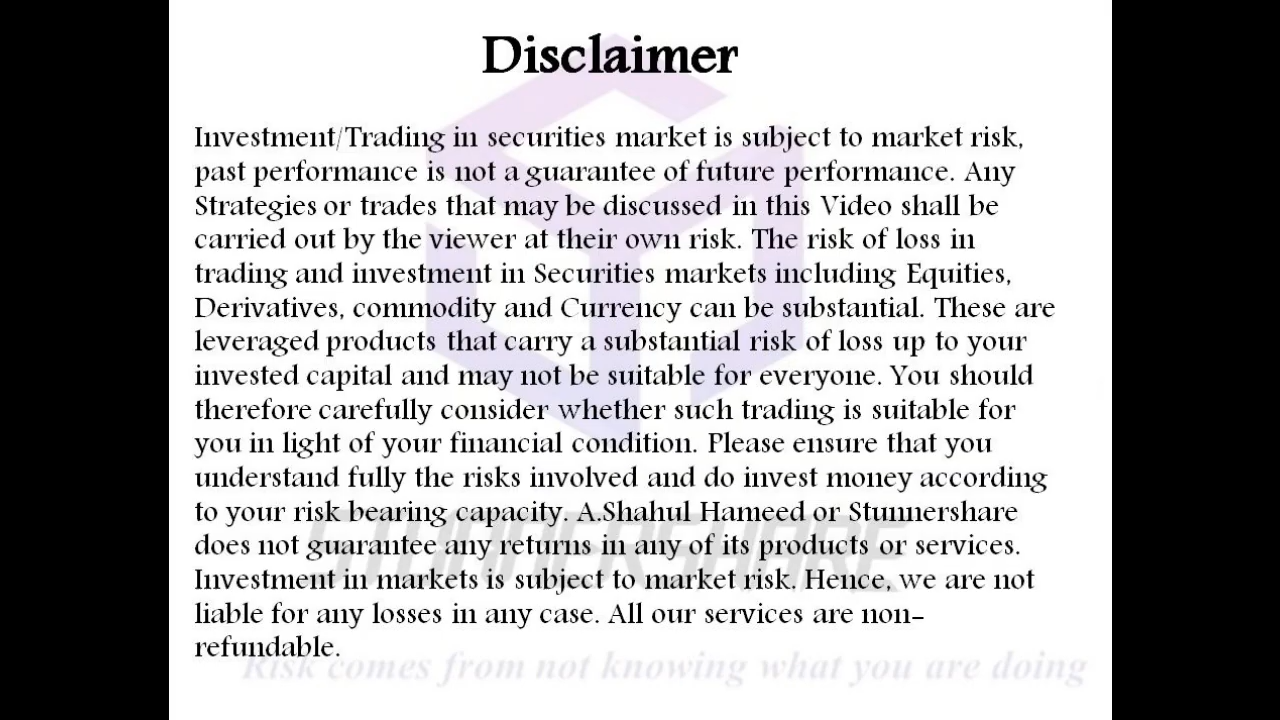 Disclaimer
Investment/Trading in securities market is subject to market risk,
past performance is not a guarantee of future performance. Any
Strategies or trades that may be discussed in this Video shall be
carried out by the viewer at their own risk. The risk of loss in
trading and investment in Securities markets including Equities,
Derivatives, commodity and Currency can be substantial. These are
leveraged products that carry a substantial risk of loss up to your
invested capital and may not be suitable for everyone. You should
therefore carefully consider whether such trading is suitable for
you in light of your financial condition. Please ensure that you
understand fully the risks involved and do invest money according
to your risk bearing capacity. A.Shahul Hameed or Stunnershare
does not guarantee any returns in any of its products or services.
Investment in markets is subject to market risk. Hence, we are not
liable for any losses in any case. All our services are non-
refundable.
STUNNERSHARE
Risk comes from not knowing what you are doing